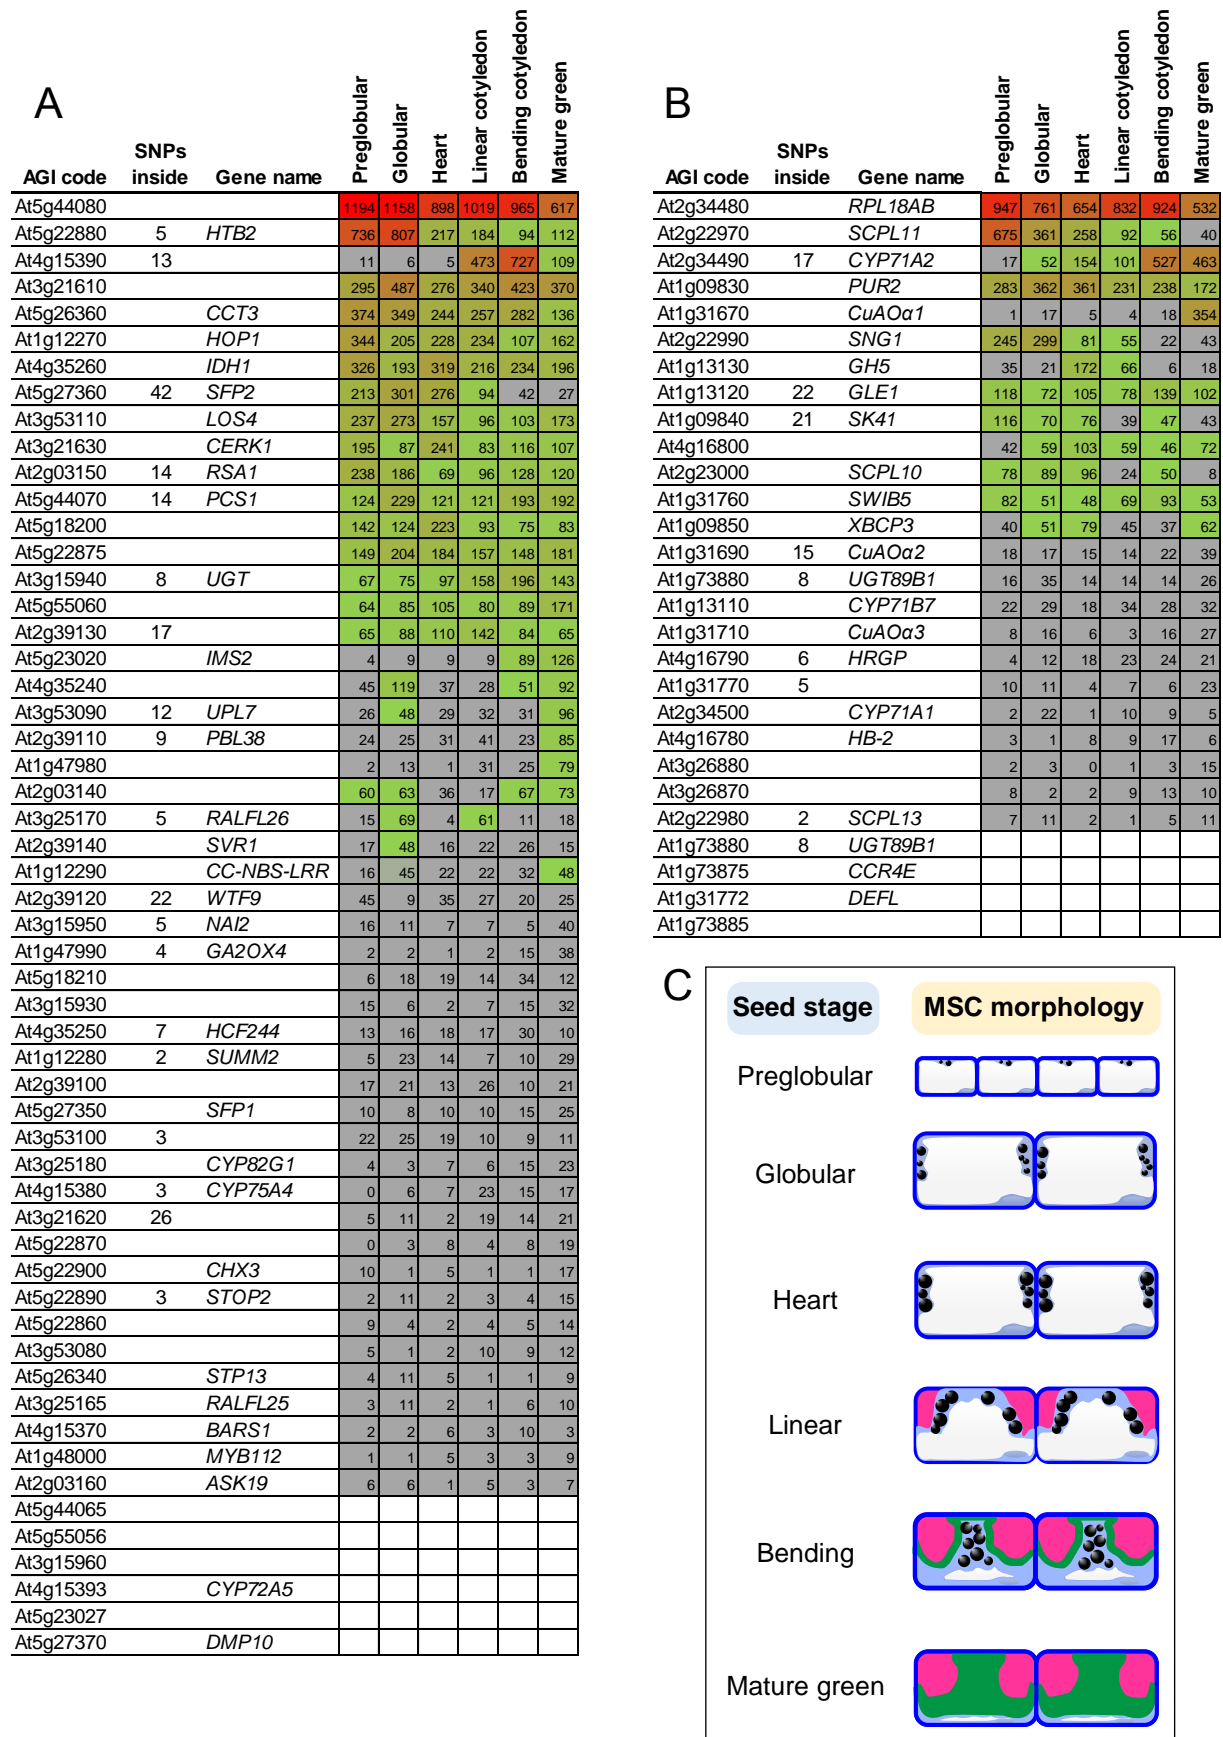 A
SNPs
AGI code inside Gene name Preglobular Globular Heart Linear cotyledon Bending cotyledon Mature green
At5g44080 1194 1158 898 1019 965 617
At5g22880 5 HTB2 736 807 217 184 94 112
At4g15390 13 11 6 5 473 727 109
At3g21610 295 487 276 340 423 370
At5g26360 CCT3 374 349 244 257 282 136
At1g12270 HOP1 344 205 228 234 107 162
At4g35260 IDH1 326 193 319 216 234 196
At5g27360 42 SFP2 213 301 276 94 42 27
At3g53110 LOS4 237 273 157 96 103 173
At3g21630 CERK1 195 87 241 83 116 107
At2g03150 14 RSA1 238 186 69 96 128 120
At5g44070 14 PCS1 124 229 121 121 193 192
At5g18200 142 124 223 93 75 83
At5g22875 149 204 184 157 148 181
At3g15940 8 UGT 67 75 97 158 196 143
At5g55060 64 85 105 80 89 171
At2g39130 17 65 88 110 142 84 65
At5g23020 IMS2 4 9 9 9 89 126
At4g35240 45 119 37 28 51 92
At3g53090 12 UPL7 26 48 29 32 31 96
At2g39110 9 PBL38 24 25 31 41 23 85
At1g47980 2 13 1 31 25 79
At2g03140 60 63 36 17 67 73
At3g25170 5 RALFL26 15 69 4 61 11 18
At2g39140 SVR1 17 48 16 22 26 15
At1g12290 CC-NBS-LRR 16 45 22 22 32 48
At2g39120 22 WTF9 45 9 35 27 20 25
At3g15950 5 NAI2 16 11 7 7 5 40
At1g47990 4 GA2OX4 2 2 1 2 15 38
At5g18210 6 18 19 14 34 12
At3g15930 15 6 2 7 15 32
At4g35250 7 HCF244 13 16 18 17 30 10
At1g12280 2 SUMM2 5 23 14 7 10 29
At2g39100 17 21 13 26 10 21
At5g27350 SFP1 10 8 10 10 15 25
At3g53100 3 22 25 19 10 9 11
At3g25180 CYP82G1 4 3 7 6 15 23
At4g15380 3 CYP75A4 0 6 7 23 15 17
At3g21620 26 5 11 2 19 14 21
At5g22870 0 3 8 4 8 19
At5g22900 CHX3 10 1 5 1 1 17
At5g22890 3 STOP2 2 11 2 3 4 15
At5g22860 9 4 2 4 5 14
At3g53080 5 1 2 10 9 12
At5g26340 STP13 4 11 5 1 1 9
At3g25165 RALFL25 3 11 2 1 6 10
At4g15370 BARS1 2 2 6 3 10 3
At1g48000 MYB112 1 1 5 3 3 9
At2g03160 ASK19 6 6 1 5 3 7
At5g44065
At5g55056
At3g15960
At4g15393 CYP72A5
At5g23027
At5g27370 DMP10
B
SNPs
AGI code inside Gene name Preglobular Globular Heart Linear cotyledon Bending cotyledon Mature green
At2g34480 RPL18AB 947 761 654 832 924 532
At2g22970 SCPL11 675 361 258 92 56 40
At2g34490 17 CYP71A2 17 52 154 101 527 463
At1g09830 PUR2 283 362 361 231 238 172
At1g31670 CuAOα1 1 17 5 4 18 354
At2g22990 SNG1 245 299 81 55 22 43
At1g13130 GH5 35 21 172 66 6 18
At1g13120 22 GLE1 118 72 105 78 139 102
At1g09840 21 SK41 116 70 76 39 47 43
At4g16800 42 59 103 59 46 72
At2g23000 SCPL10 78 89 96 24 50 8
At1g31760 SWIB5 82 51 48 69 93 53
At1g09850 XBCP3 40 51 79 45 37 62
At1g31690 15 CuAOα2 18 17 15 14 22 39
At1g73880 8 UGT89B1 16 35 14 14 14 26
At1g13110 CYP71B7 22 29 18 34 28 32
At1g31710 CuAOα3 8 16 6 3 16 27
At4g16790 6 HRGP 4 12 18 23 24 21
At1g31770 5 10 11 4 7 6 23
At2g34500 CYP71A1 2 22 1 10 9 5
At4g16780 HB-2 3 1 8 9 17 6
At3g26880 2 3 0 1 3 15
At3g26870 8 2 2 9 13 10
At2g22980 2 SCPL13 7 11 2 1 5 11
At1g73880 8 UGT89B1
At1g73875 CCR4E
At1g31772 DEFL
At1g73885
C
Seed stage MSC morphology
Preglobular
Globular
Heart
Linear
Bending
Mature green